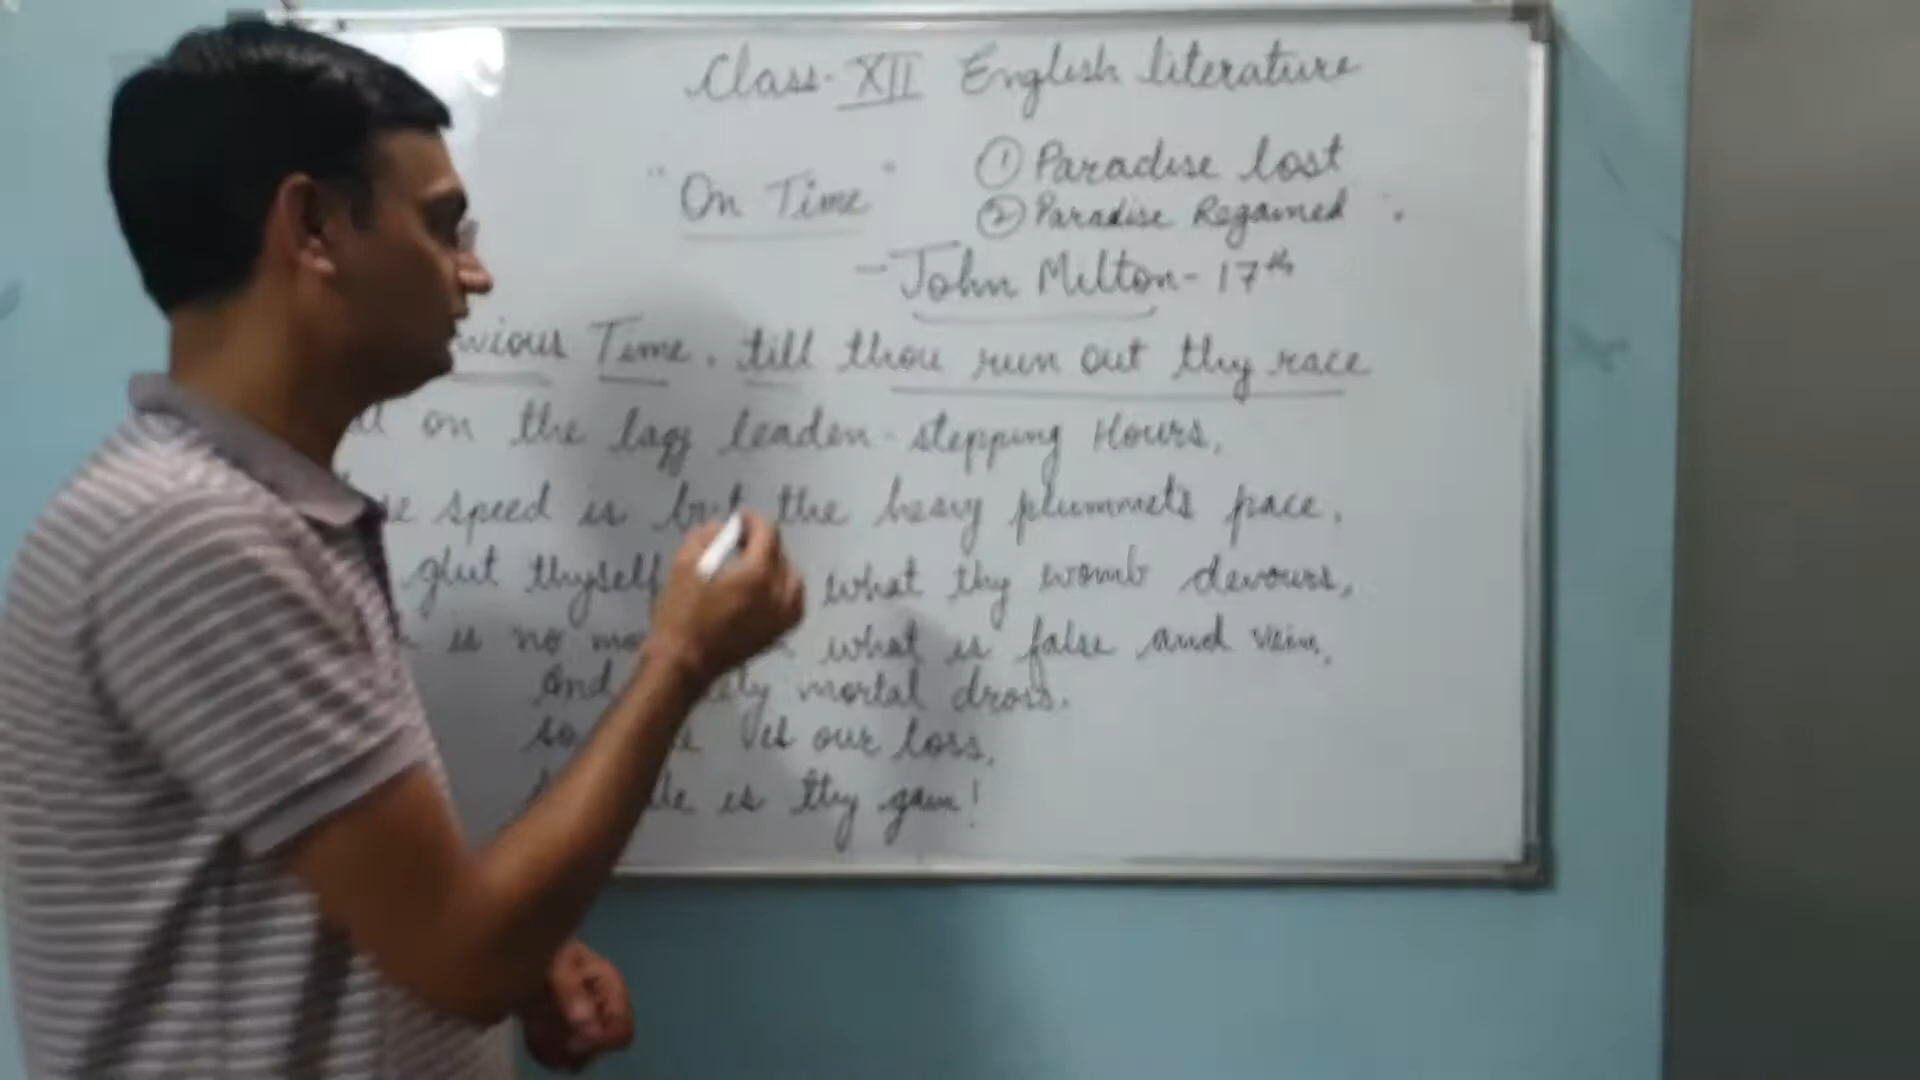 Class-XII English literature
"On Time"
① Paradise lost
② Paradise Regained
- John Milton - 17th
Time, till thou run out thy race
on the lazy leaden-stepping Hours,
speed is but the heavy plummets pace,
glut thyself what thy womb devours,
is no what is false and vain,
And mortal dross.
so our loss,
is thy gain!